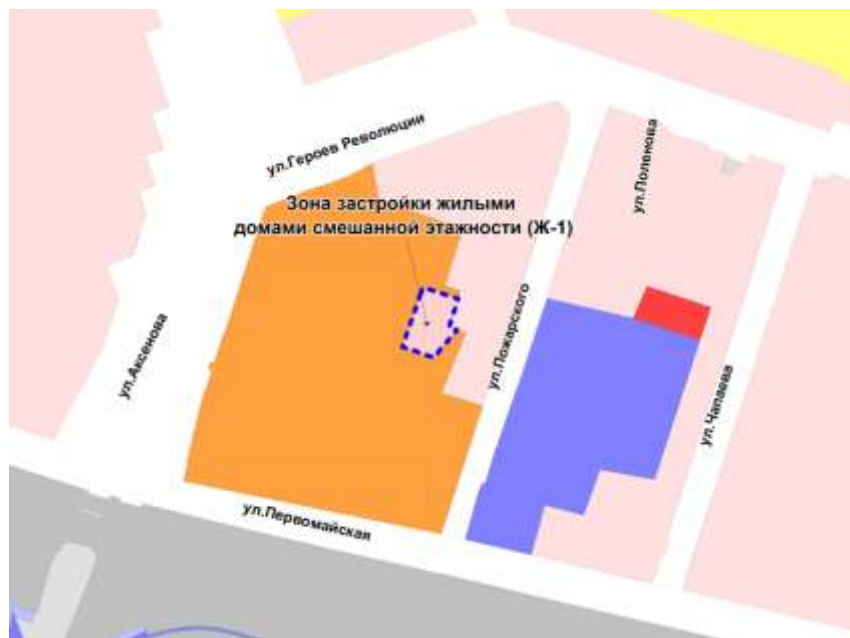 ул.Героев Революции
ул.Поленова
Зона застройки жилыми
домами смешанной этажности (Ж-1)
ул.Аксенова
ул.Пожарского
ул.Чапаева
ул.Первомайская